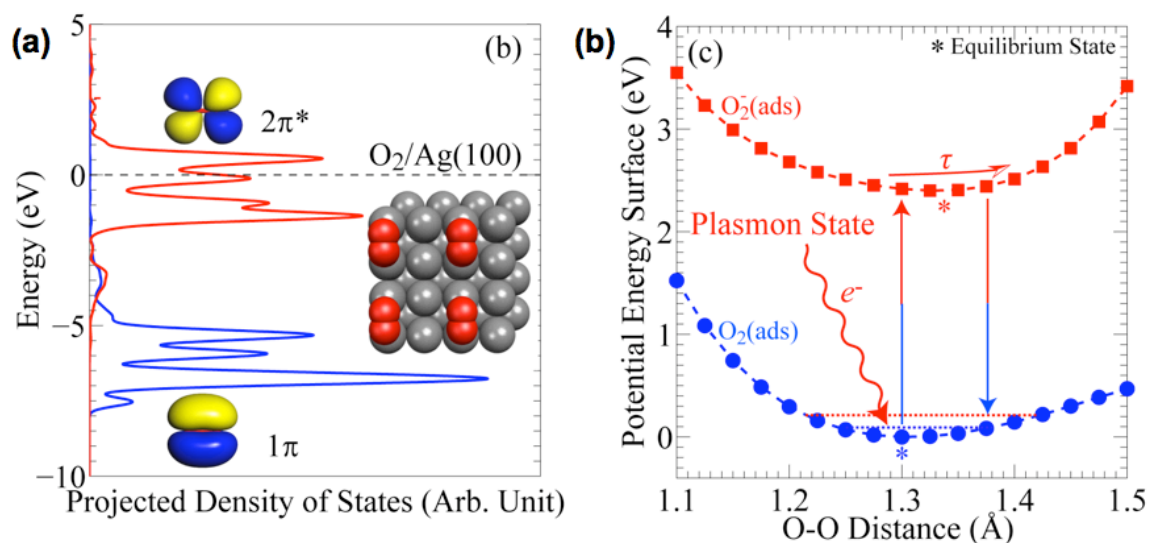 (a)
(b)
5
0
−5
−10
Energy (eV)
2π*
O₂/Ag(100)
1π
Projected Density of States (Arb. Unit)
(b)
(c)
* Equilibrium State
4
3
2
1
0
Potential Energy Surface (eV)
O₂⁻(ads)
τ
*
Plasmon State
e-
O₂(ads)
*
1.1
1.2
1.3
1.4
1.5
O-O Distance (Å)